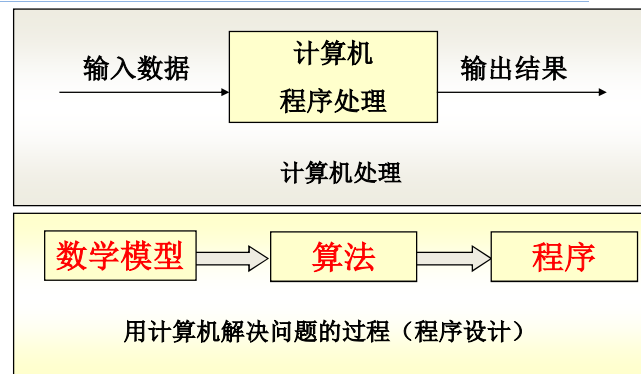 输入数据
计算机
程序处理
输出结果
计算机处理
数学模型
算法
程序
用计算机解决问题的过程（程序设计）